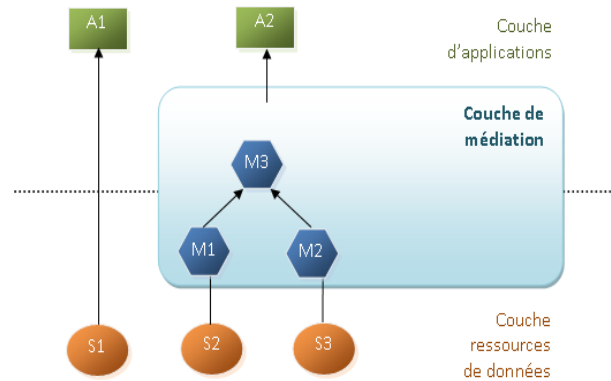 A1
A2
Couche
d'applications
Couche de
médiation
M3
M1
M2
S1
S2
S3
Couche
ressources
de données